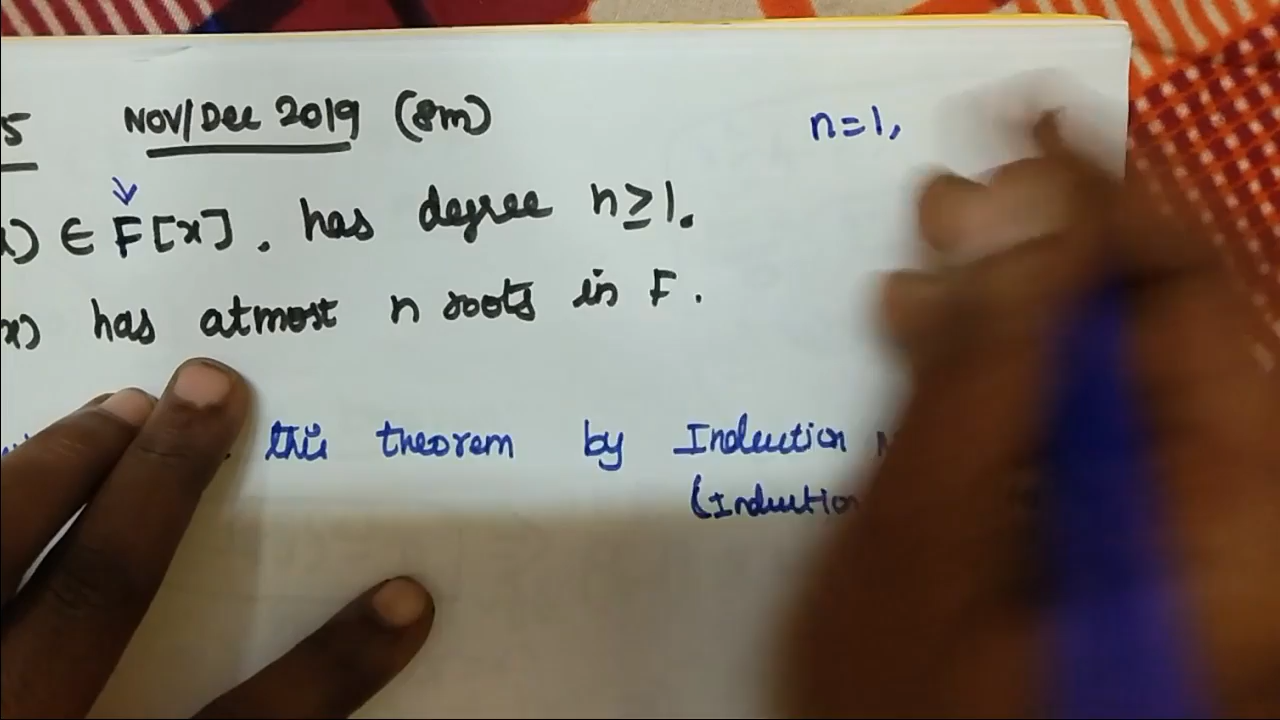 5 NOV/Dec 2019 (8m)
n=1,
x) ∈ F[x]. has degree n≥1.
x) has atmost n roots in F.
this theorem by Induction
(Induction